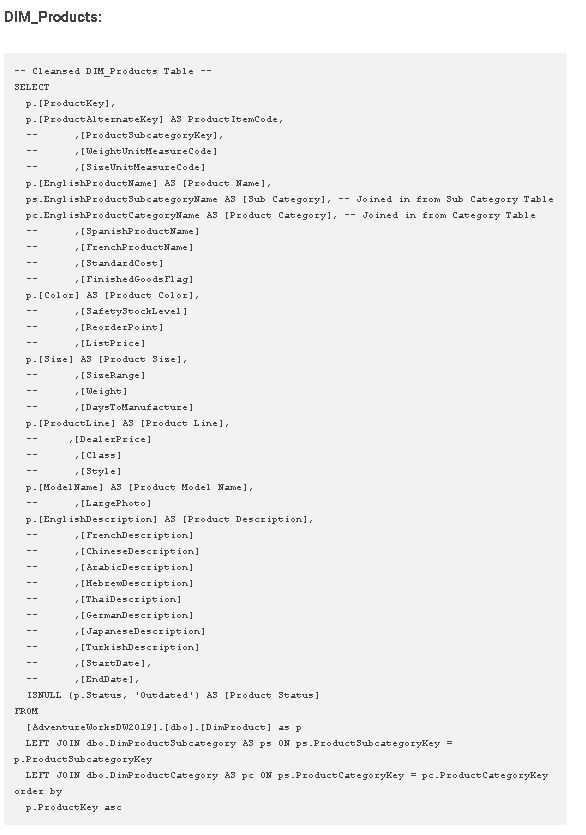 DIM_Products:
-- Cleansed DIM_Products Table --
SELECT
  p.[ProductKey],
  p.[ProductAlternateKey] AS ProductItemCode,
  --      ,[ProductSubcategoryKey],
  --      ,[WeightUnitMeasureCode]
  --      ,[SizeUnitMeasureCode]
  p.[EnglishProductName] AS [Product Name],
  ps.EnglishProductSubcategoryName AS [Sub Category], -- Joined in from Sub Category Table
  pc.EnglishProductCategoryName AS [Product Category], -- Joined in from Category Table
  --      ,[SpanishProductName]
  --      ,[FrenchProductName]
  --      ,[StandardCost]
  --      ,[FinishedGoodsFlag]
  p.[Color] AS [Product Color],
  --      ,[SafetyStockLevel]
  --      ,[ReorderPoint]
  --      ,[ListPrice]
  p.[Size] AS [Product Size],
  --      ,[SizeRange]
  --      ,[Weight]
  --      ,[DaysToManufacture]
  p.[ProductLine] AS [Product Line],
  --     ,[DealerPrice]
  --      ,[Class]
  --      ,[Style]
  p.[ModelName] AS [Product Model Name],
  --      ,[LargePhoto]
  p.[EnglishDescription] AS [Product Description],
  --      ,[FrenchDescription]
  --      ,[ChineseDescription]
  --      ,[ArabicDescription]
  --      ,[HebrewDescription]
  --      ,[ThaiDescription]
  --      ,[GermanDescription]
  --      ,[JapaneseDescription]
  --      ,[TurkishDescription]
  --      ,[StartDate],
  --      ,[EndDate],
  ISNULL (p.Status, 'Outdated') AS [Product Status]
FROM
  [AdventureWorksDW2019].[dbo].[DimProduct] as p
  LEFT JOIN dbo.DimProductSubcategory AS ps ON ps.ProductSubcategoryKey =
p.ProductSubcategoryKey
  LEFT JOIN dbo.DimProductCategory AS pc ON ps.ProductCategoryKey = pc.ProductCategoryKey
order by
  p.ProductKey asc